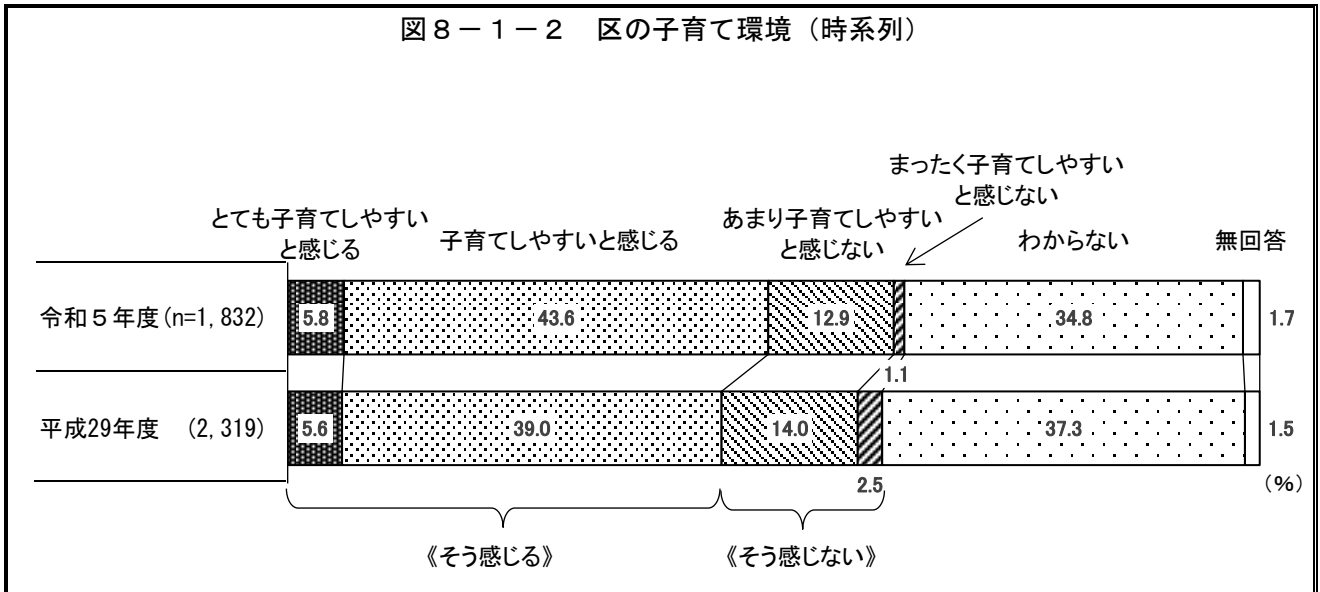 図８－１－２　区の子育て環境（時系列）
まったく子育てしやすい
と感じない
とても子育てしやすい
と感じる
子育てしやすいと感じる
あまり子育てしやすい
と感じない
わからない
無回答
令和５年度(n=1,832)
5.8
43.6
12.9
1.1
34.8
1.7
平成29年度　(2,319)
5.6
39.0
14.0
2.5
37.3
1.5
(%)
《そう感じる》
《そう感じない》